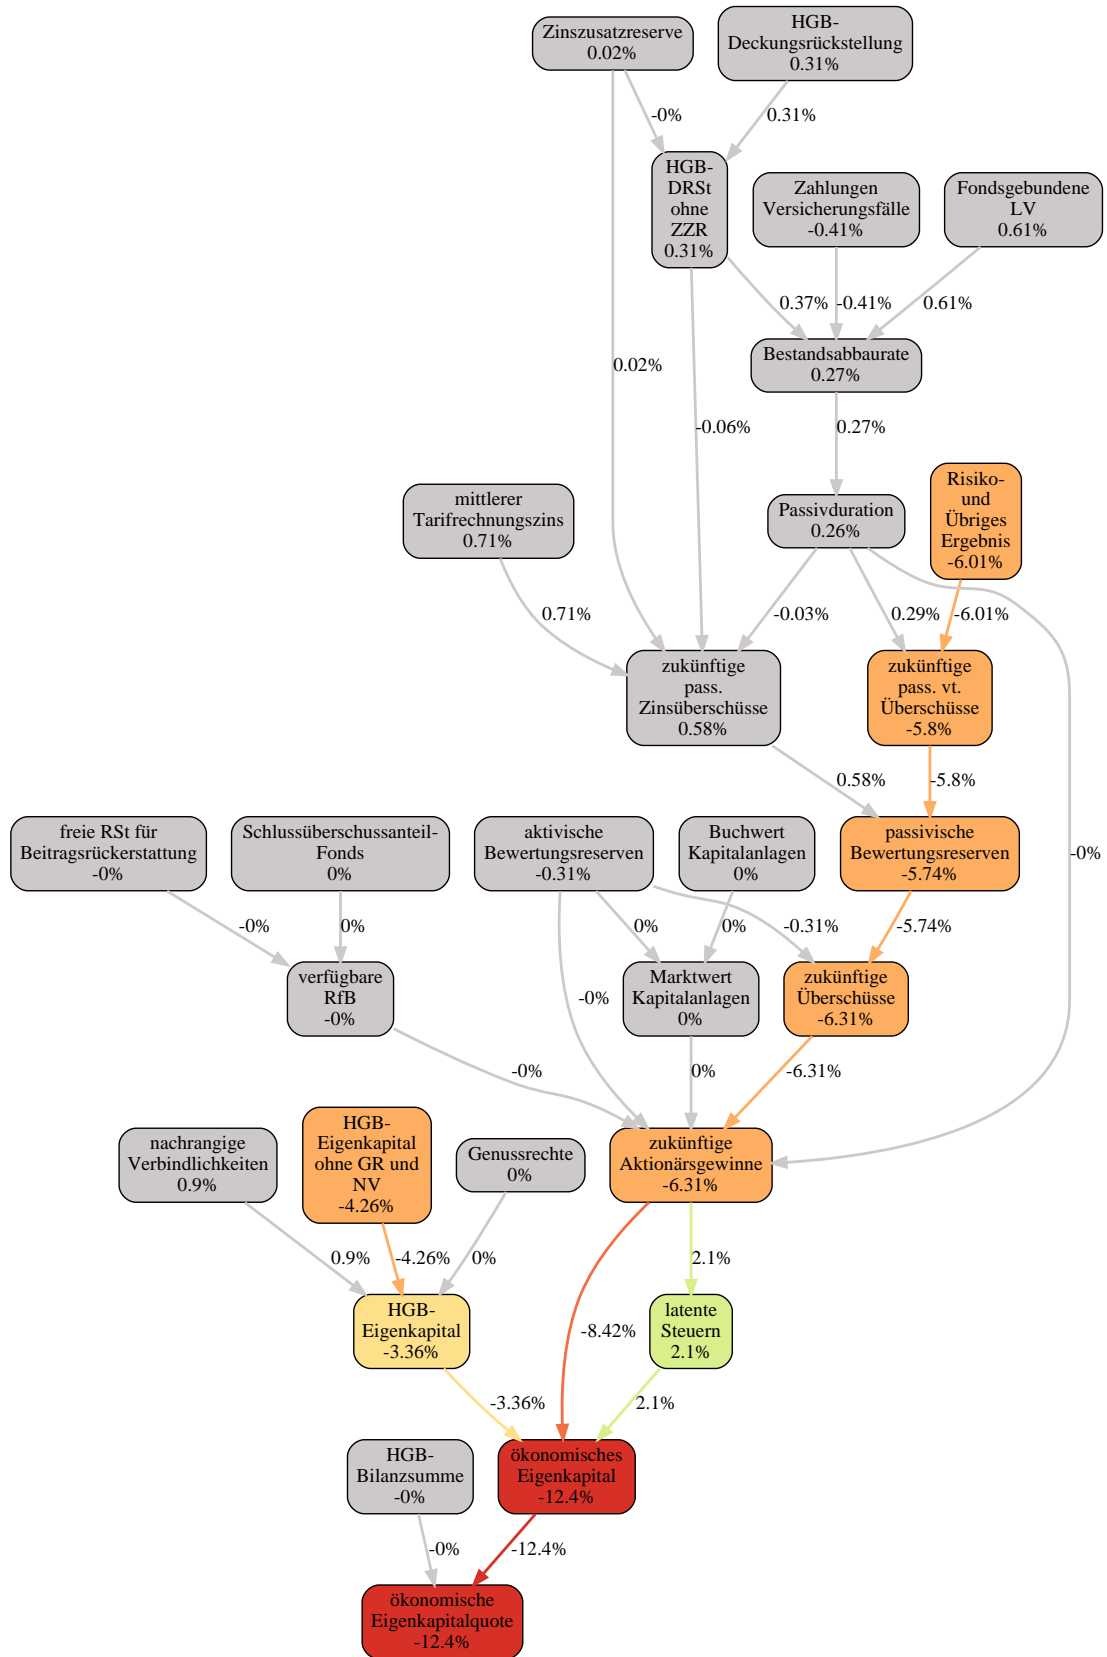 Zinszusatzreserve
0.02%
HGB-
Deckungsrückstellung
0.31%
-0%
0.31%
HGB-
DRSt
ohne
ZZR
0.31%
Zahlungen
Versicherungsfälle
-0.41%
Fondsgebundene
LV
0.61%
0.37%
-0.41%
0.61%
Bestandsabbaurate
0.27%
0.02%
-0.06%
0.27%
mittlerer
Tarifrechnungszins
0.71%
Passivduration
0.26%
Risiko-
und
Übriges
Ergebnis
-6.01%
0.71%
-0.03%
0.29%
-6.01%
zukünftige
pass.
Zinsüberschüsse
0.58%
zukünftige
pass. vt.
Überschüsse
-5.8%
0.58%
-5.8%
freie RSt für
Beitragsrückerstattung
-0%
Schlussüberschussanteil-
Fonds
0%
aktivische
Bewertungsreserven
-0.31%
Buchwert
Kapitalanlagen
0%
passivische
Bewertungsreserven
-5.74%
-0%
-0%
0%
0%
0%
-0.31%
-5.74%
verfügbare
RfB
-0%
-0%
Marktwert
Kapitalanlagen
0%
zukünftige
Überschüsse
-6.31%
-0%
0%
-6.31%
nachrangige
Verbindlichkeiten
0.9%
HGB-
Eigenkapital
ohne GR und
NV
-4.26%
Genussrechte
0%
zukünftige
Aktionärsgewinne
-6.31%
0.9%
-4.26%
0%
2.1%
HGB-
Eigenkapital
-3.36%
-8.42%
latente
Steuern
2.1%
-3.36%
2.1%
HGB-
Bilanzsumme
-0%
ökonomisches
Eigenkapital
-12.4%
-0%
-12.4%
ökonomische
Eigenkapitalquote
-12.4%